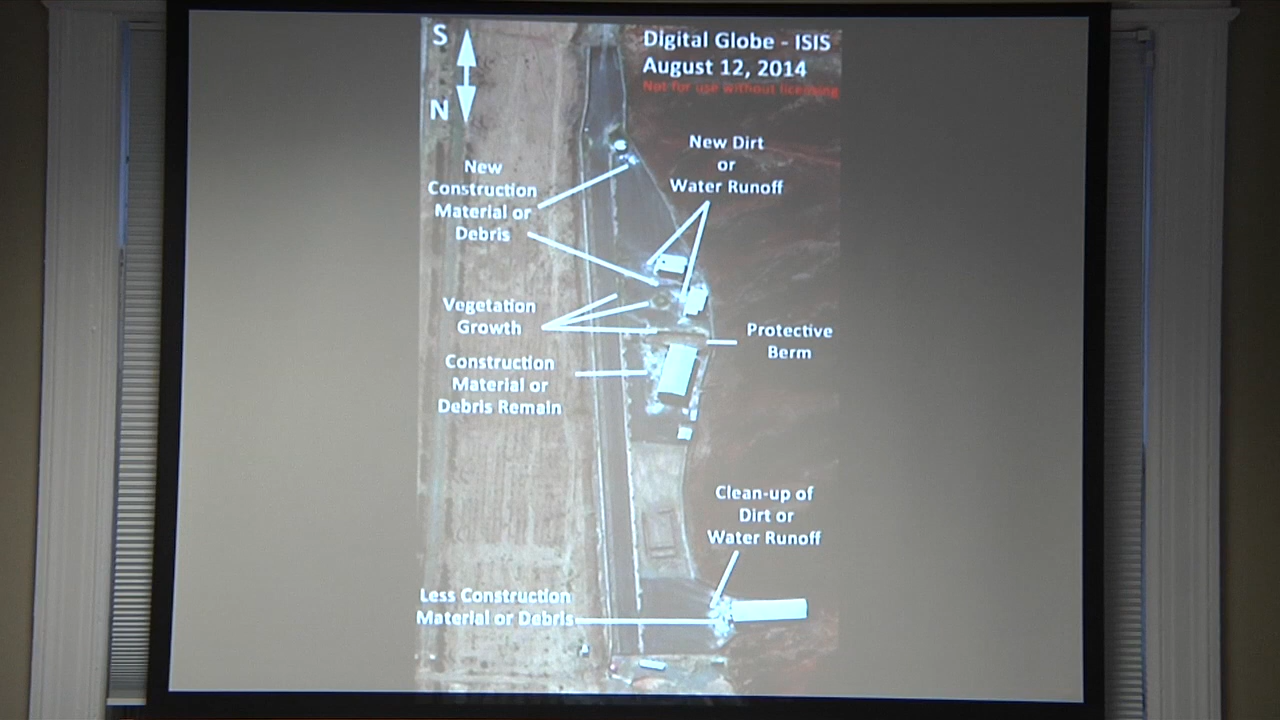 S
N
Digital Globe - ISIS
August 12, 2014
Not for use without licensing
New Dirt
or
Water Runoff
New
Construction
Material or
Debris
Vegetation
Growth
Protective
Berm
Construction
Material or
Debris Remain
Clean-up of
Dirt or
Water Runoff
Less Construction
Material or Debris